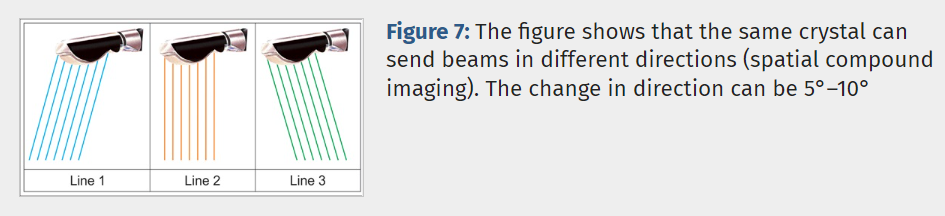 Figure 7: The figure shows that the same crystal can
send beams in different directions (spatial compound
imaging). The change in direction can be 5°–10°
Line 1
Line 2
Line 3